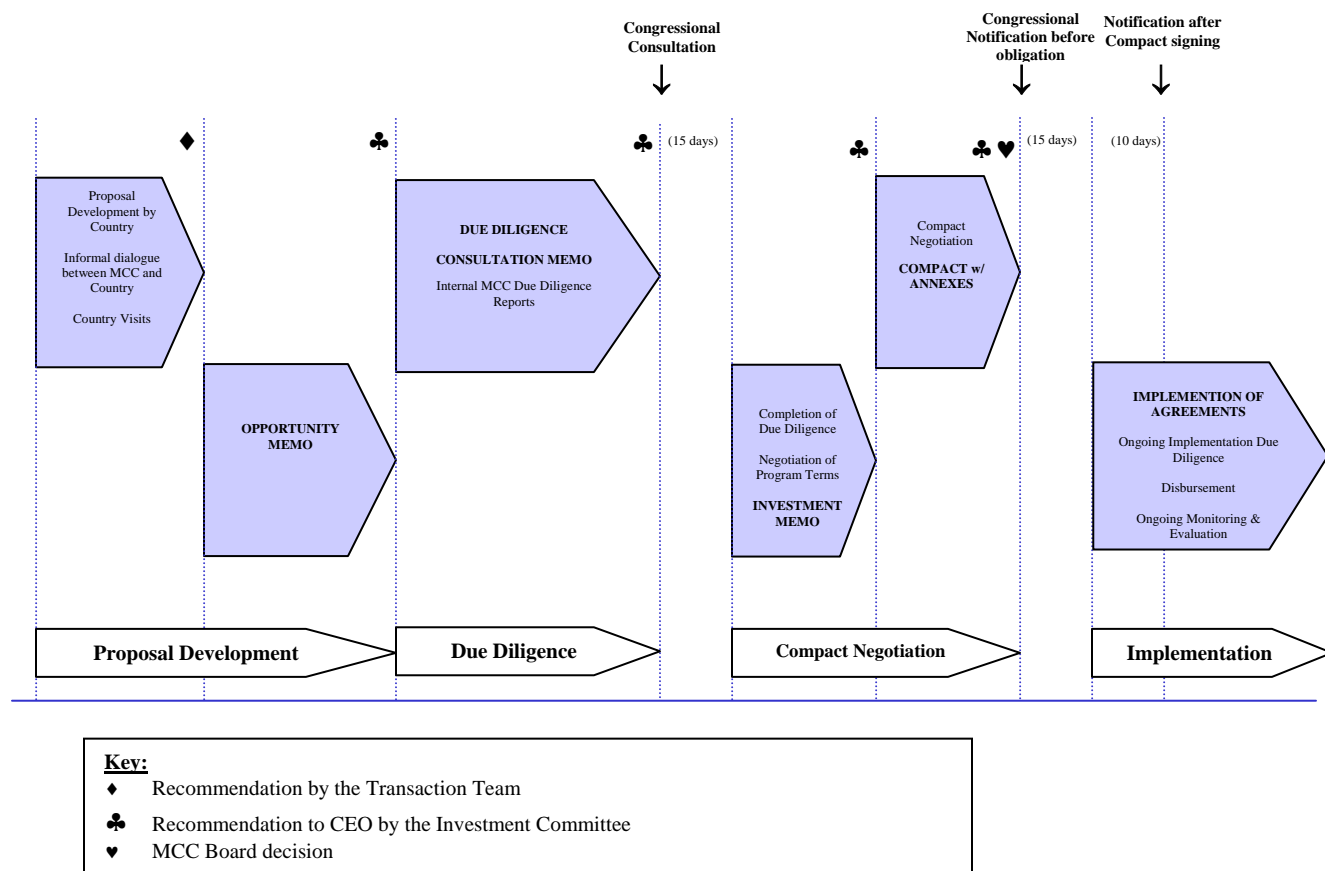 Congressional
Consultation
Congressional
Notification before
obligation
Notification after
Compact signing
♦
♣
♣ (15 days)
♣
♣ ♥ (15 days)
(10 days)
Proposal
Development by
Country
Informal dialogue
between MCC and
Country
Country Visits
OPPORTUNITY
MEMO
DUE DILIGENCE
CONSULTATION MEMO
Internal MCC Due Diligence
Reports
Completion of
Due Diligence
Negotiation of
Program Terms
INVESTMENT
MEMO
Compact
Negotiation
COMPACT w/
ANNEXES
IMPLEMENTION OF
AGREEMENTS
Ongoing Implementation Due
Diligence
Disbursement
Ongoing Monitoring &
Evaluation
Proposal Development
Due Diligence
Compact Negotiation
Implementation
Key:
♦ Recommendation by the Transaction Team
♣ Recommendation to CEO by the Investment Committee
♥ MCC Board decision